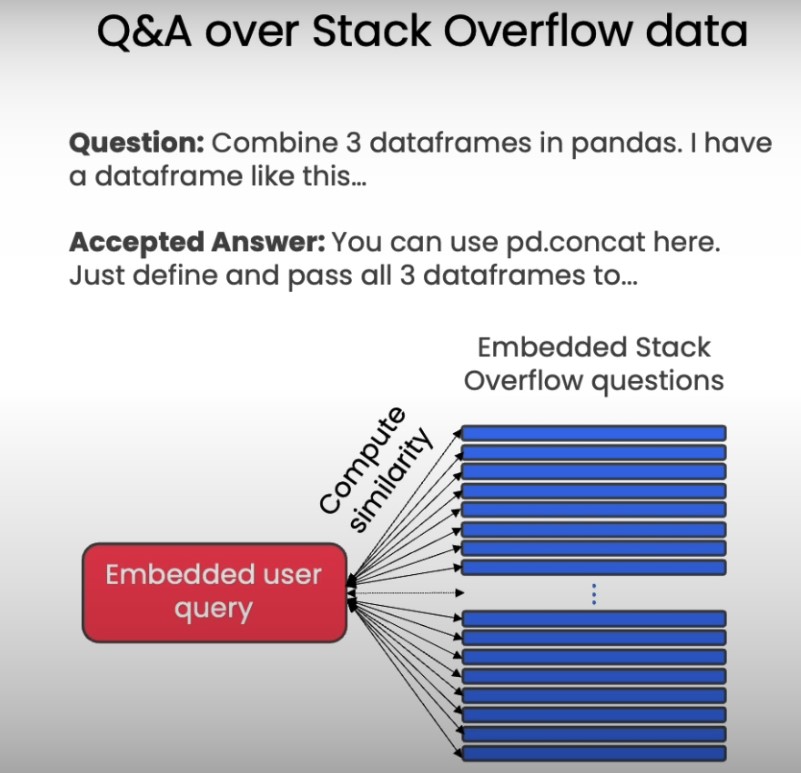 Q&A over Stack Overflow data
Question: Combine 3 dataframes in pandas. I have
a dataframe like this...
Accepted Answer: You can use pd.concat here.
Just define and pass all 3 dataframes to...
Embedded Stack
Overflow questions
Compute
similarity
Embedded user
query